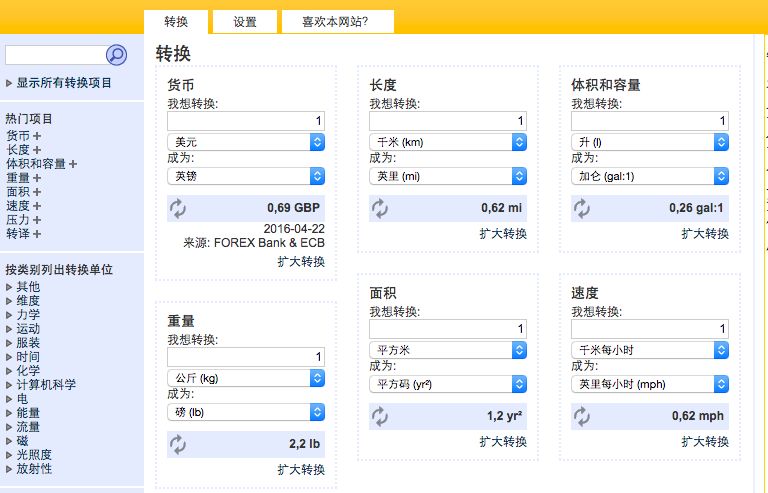 转换
设置
喜欢本网站?
显示所有转换项目
热门项目
货币
长度
体积和容量
重量
面积
速度
压力
转译
按类别列出转换单位
其他
维度
力学
运动
服装
时间
化学
计算机科学
电
能量
流量
磁
光照度
放射性
转换
货币
我想转换:
1
美元
成为:
英镑
0,69 GBP
2016-04-22
来源: FOREX Bank & ECB
扩大转换
长度
我想转换:
1
千米 (km)
成为:
英里 (mi)
0,62 mi
扩大转换
体积和容量
我想转换:
1
升 (l)
成为:
加仑 (gal:1)
0,26 gal:1
扩大转换
重量
我想转换:
1
公斤 (kg)
成为:
磅 (lb)
2,2 lb
扩大转换
面积
我想转换:
1
平方米
成为:
平方码 (yr²)
1,2 yr²
扩大转换
速度
我想转换:
1
千米每小时
成为:
英里每小时 (mph)
0,62 mph
扩大转换